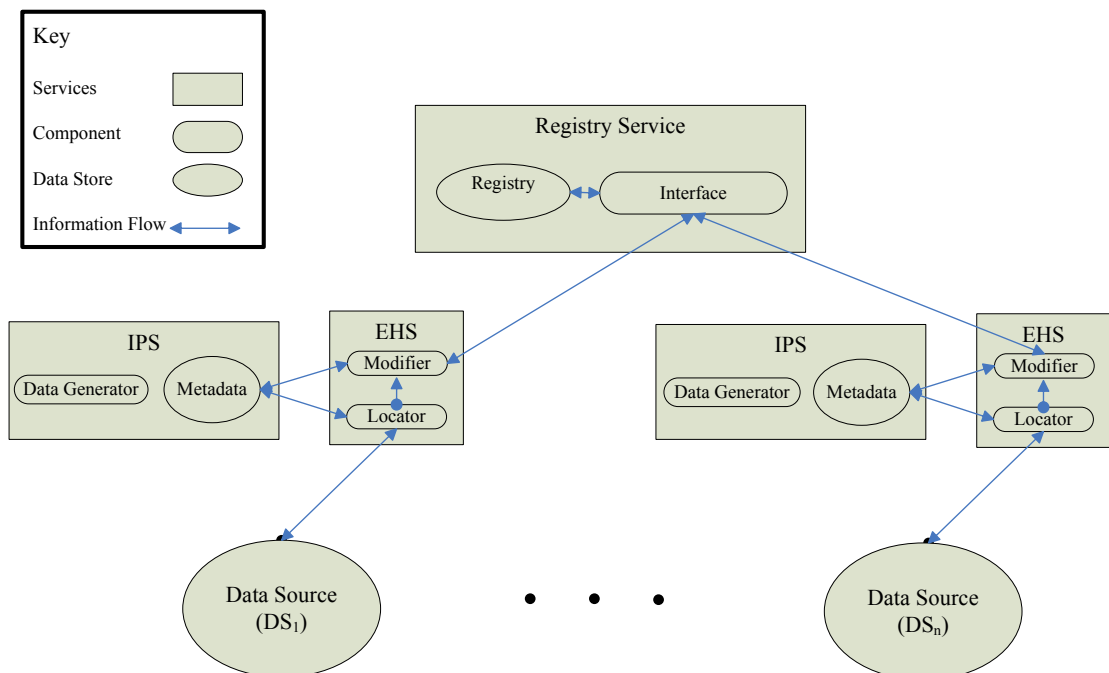 Key
Services
Component
Data Store
Information Flow
Registry Service
Registry
Interface
IPS
Data Generator
Metadata
EHS
Modifier
Locator
IPS
Data Generator
Metadata
EHS
Modifier
Locator
Data Source
(DS₁)
Data Source
(DSₙ)